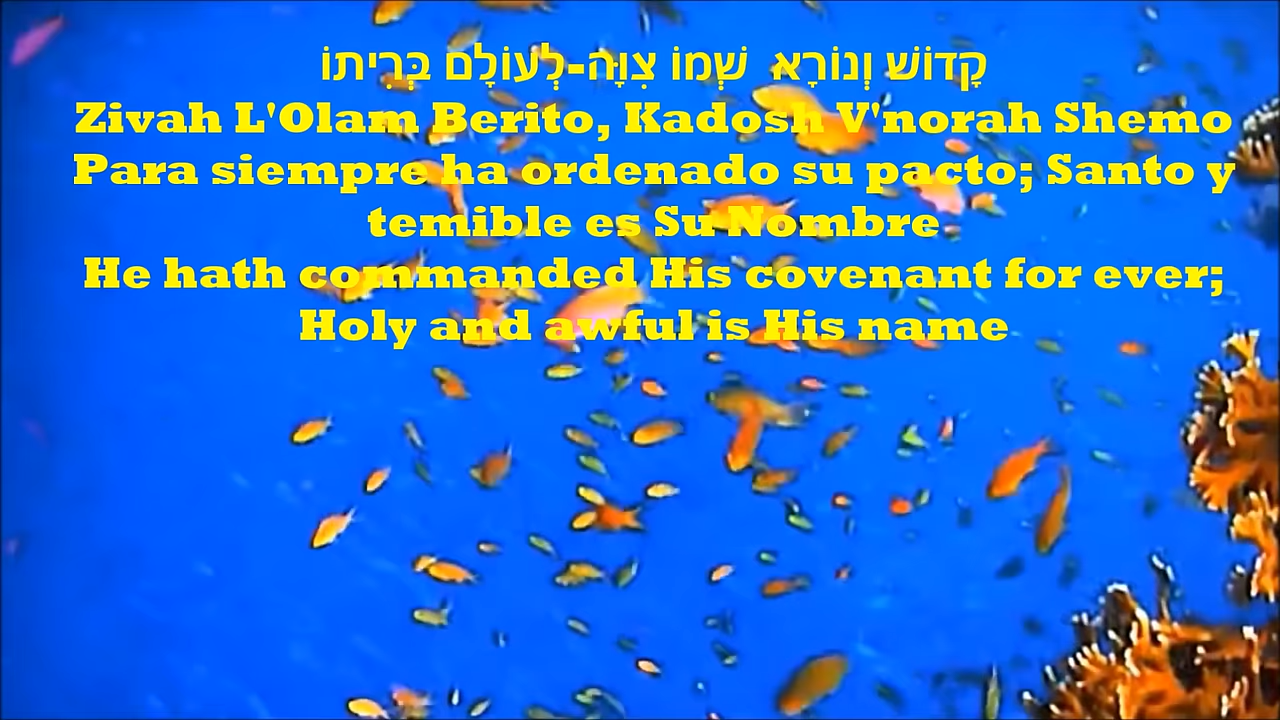 קָדוֹשׁ וְנוֹרָא שְׁמוֹ צִוָּה-לְעוֹלָם בְּרִיתוֹ
Zivah L'Olam Berito, Kadosh V'norah Shemo
Para siempre ha ordenado su pacto; Santo y
temible es Su Nombre
He hath commanded His covenant for ever;
Holy and awful is His name